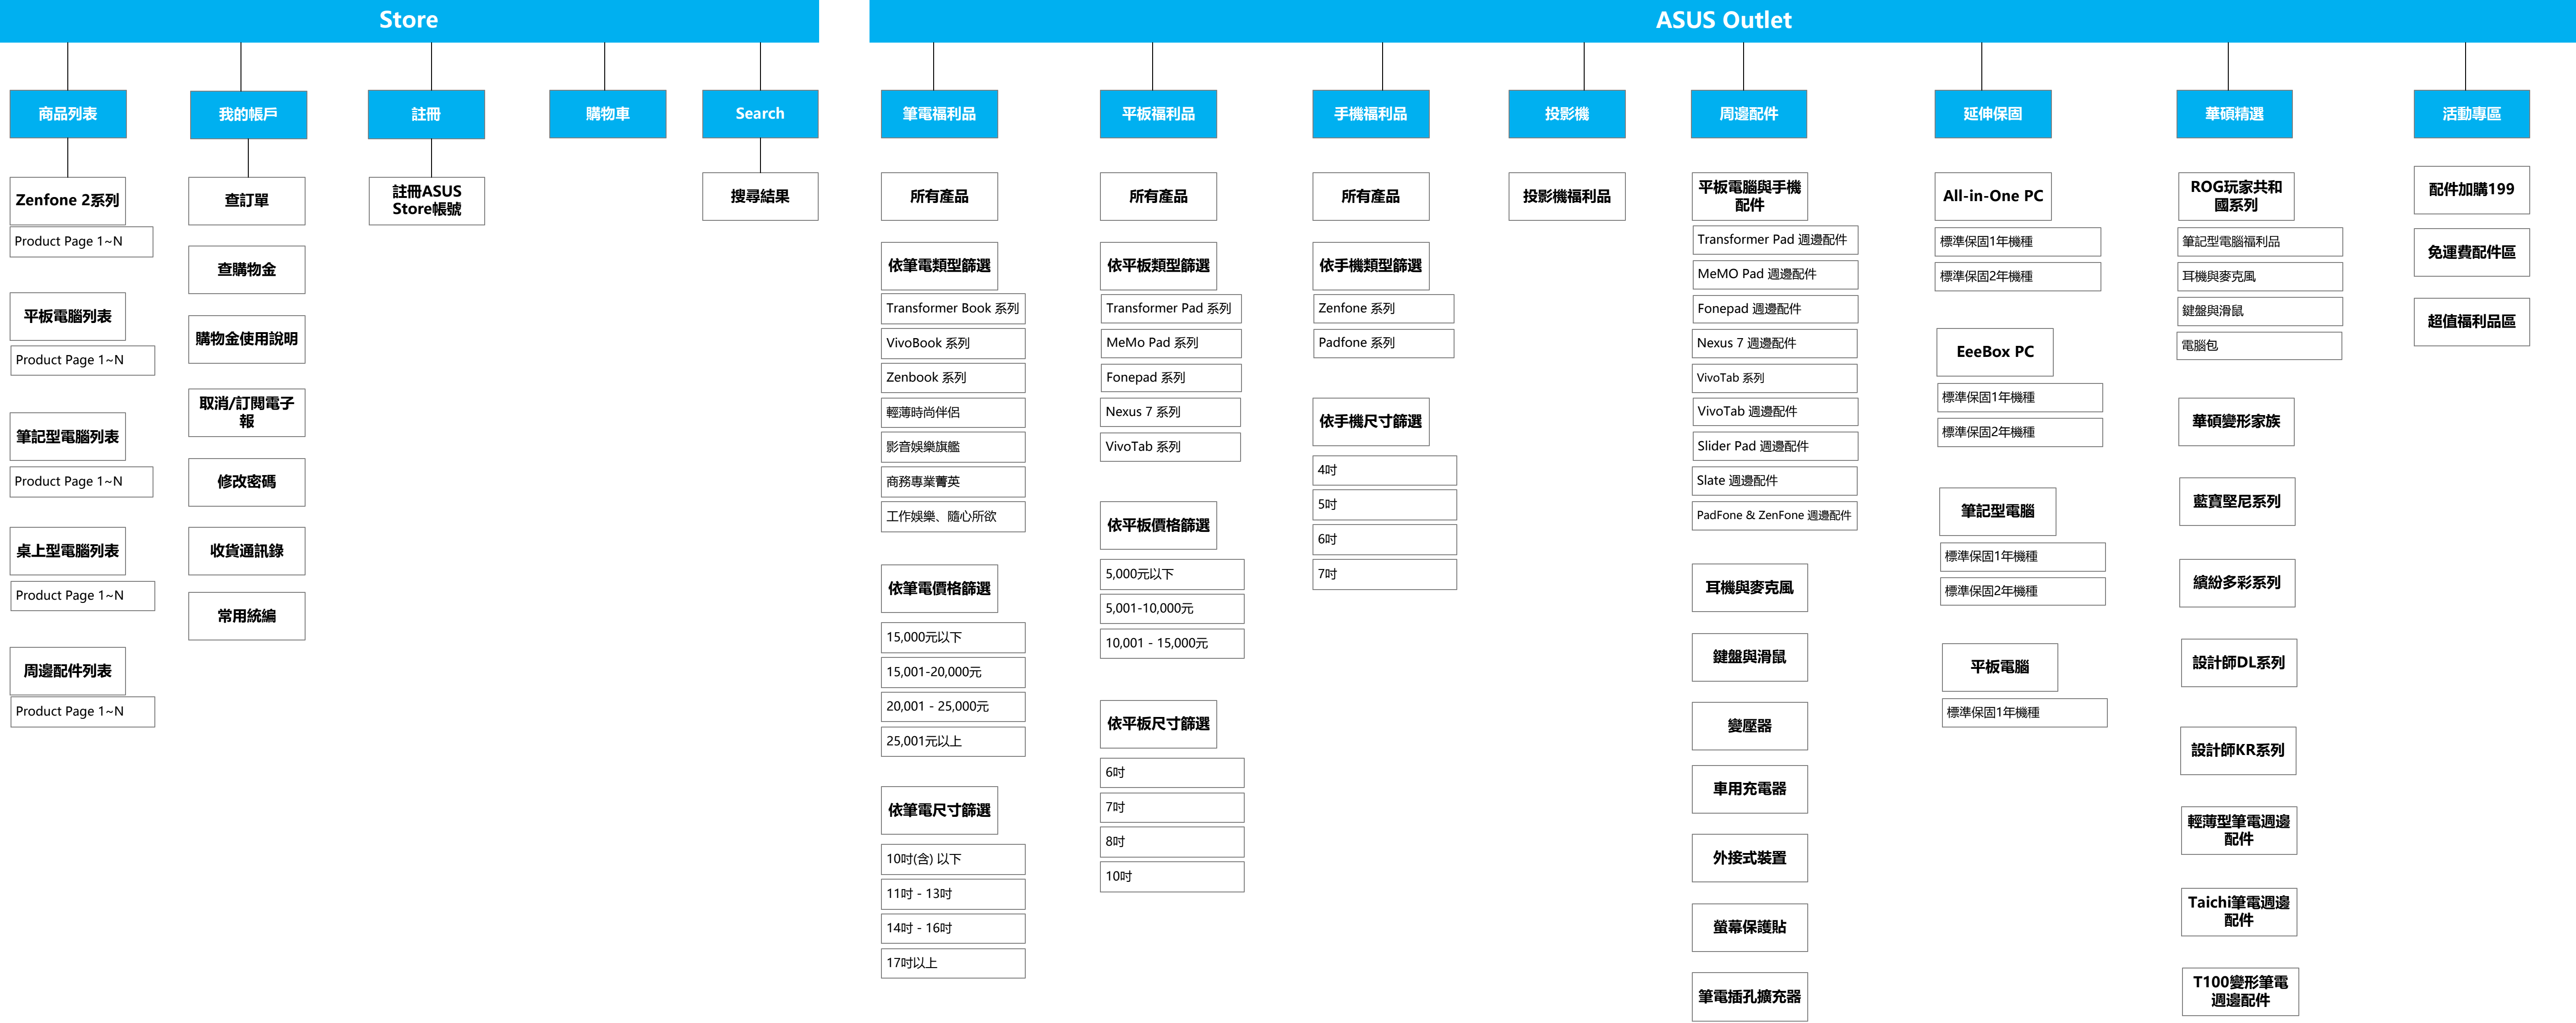 Store
商品列表
Zenfone 2系列
Product Page 1~N
平板電腦列表
Product Page 1~N
筆記型電腦列表
Product Page 1~N
桌上型電腦列表
Product Page 1~N
周邊配件列表
Product Page 1~N
我的帳戶
查訂單
查購物金
購物金使用說明
取消/訂閱電子
報
修改密碼
收貨通訊錄
常用統編
註冊
註冊ASUS
Store帳號
購物車
Search
搜尋結果
ASUS Outlet
筆電福利品
所有產品
依筆電類型篩選
Transformer Book 系列
VivoBook 系列
Zenbook 系列
輕薄時尚伴侶
影音娛樂旗艦
商務專業菁英
工作娛樂、隨心所欲
依筆電價格篩選
15,000元以下
15,001-20,000元
20,001 - 25,000元
25,001元以上
依筆電尺寸篩選
10吋(含) 以下
11吋 - 13吋
14吋 - 16吋
17吋以上
平板福利品
所有產品
依平板類型篩選
Transformer Pad 系列
MeMo Pad 系列
Fonepad 系列
Nexus 7 系列
VivoTab 系列
依平板價格篩選
5,000元以下
5,001-10,000元
10,001 - 15,000元
依平板尺寸篩選
6吋
7吋
8吋
10吋
手機福利品
所有產品
依手機類型篩選
Zenfone 系列
Padfone 系列
依手機尺寸篩選
4吋
5吋
6吋
7吋
投影機
投影機福利品
周邊配件
平板電腦與手機
配件
Transformer Pad 週邊配件
MeMO Pad 週邊配件
Fonepad 週邊配件
Nexus 7 週邊配件
VivoTab 系列
VivoTab 週邊配件
Slider Pad 週邊配件
Slate 週邊配件
PadFone & ZenFone 週邊配件
耳機與麥克風
鍵盤與滑鼠
變壓器
車用充電器
外接式裝置
螢幕保護貼
筆電插孔擴充器
延伸保固
All-in-One PC
標準保固1年機種
標準保固2年機種
EeeBox PC
標準保固1年機種
標準保固2年機種
筆記型電腦
標準保固1年機種
標準保固2年機種
平板電腦
標準保固1年機種
華碩精選
ROG玩家共和
國系列
筆記型電腦福利品
耳機與麥克風
鍵盤與滑鼠
電腦包
華碩變形家族
藍寶堅尼系列
繽紛多彩系列
設計師DL系列
設計師KR系列
輕薄型筆電週邊
配件
Taichi筆電週邊
配件
T100變形筆電
週邊配件
活動專區
配件加購199
免運費配件區
超值福利品區